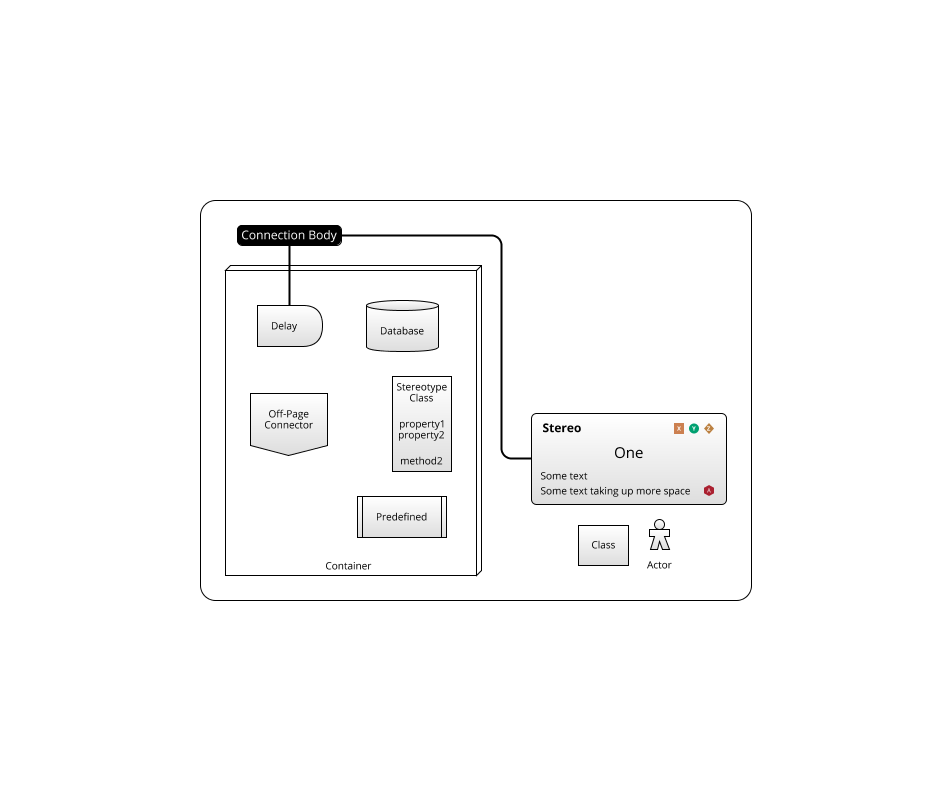 Connection Body
Delay
Database
Off-Page
Connector
Stereotype
Class
property1
property2
method2
Predefined
Container
Stereo
X Y Z
One
Some text
Some text taking up more space
A
Class
Actor